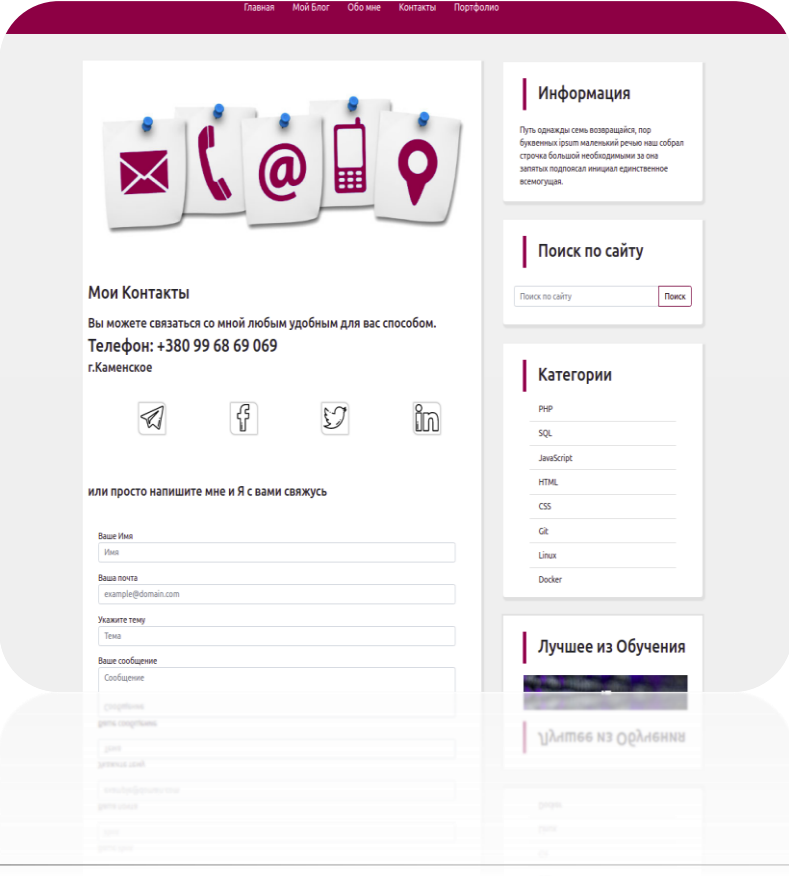 Главная Мой Блог Обо мне Контакты Портфолио
@
Мои Контакты
Вы можете связаться со мной любым удобным для вас способом.
Телефон: +380 99 68 69 069
г.Каменское
f in
или просто напишите мне и Я с вами свяжусь
Ваше Имя
Имя
Ваша почта
example@domain.com
Укажите тему
Тема
Ваше сообщение
Сообщение
Информация
Путь однажды семь возвращайся, пор
буквенных ipsum маленький речью наш собрал
строчка большой необходимыми за она
запятых подпоясал инициал единственное
всемогущая.
Поиск по сайту
Поиск по сайту Поиск
Категории
PHP
SQL
JavaScript
HTML
CSS
Git
Linux
Docker
Лучшее из Обучения